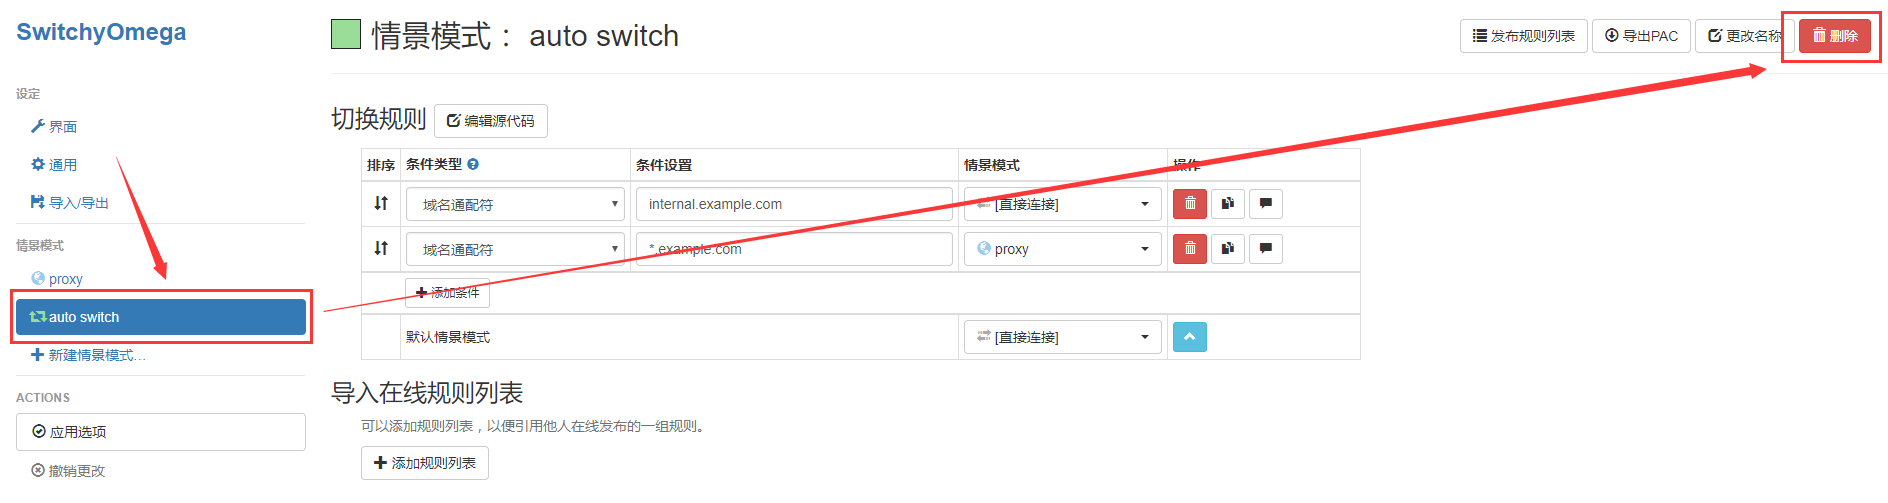 SwitchyOmega
设定
界面
通用
导入/导出
情景模式
proxy
auto switch
新建情景模式...
ACTIONS
应用选项
撤销更改
情景模式： auto switch
发布规则列表 导出PAC 更改名称 删除
切换规则 编辑源代码
排序 条件类型 条件设置 情景模式 操作
域名通配符 internal.example.com [直接连接]
域名通配符 *.example.com proxy
添加条件
默认情景模式 [直接连接]
导入在线规则列表
可以添加规则列表，以便引用他人在线发布的一组规则。
添加规则列表